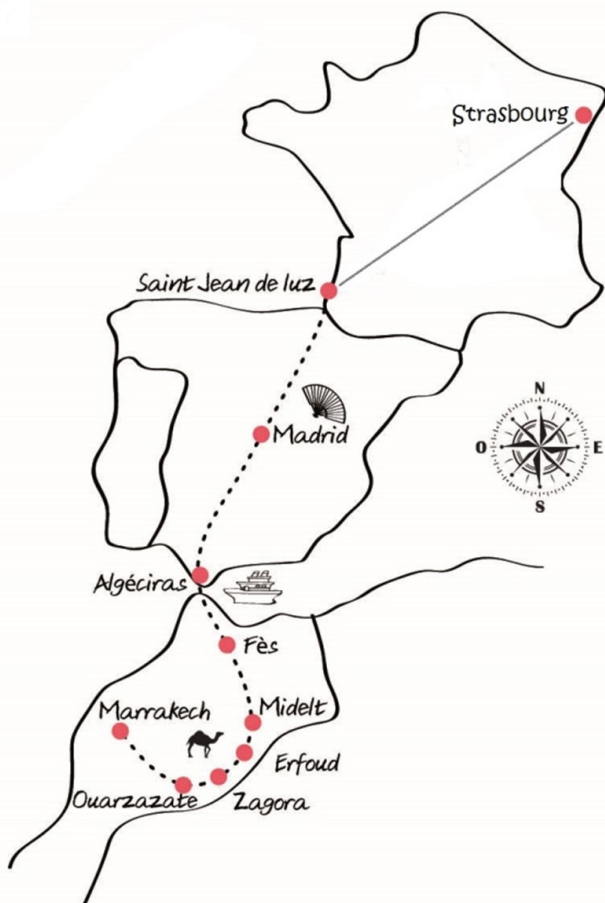 Strasbourg
Saint Jean de luz
Madrid
N
O
E
S
Algéciras
Fès
Marrakech
Midelt
Erfoud
Ouarzazate
Zagora